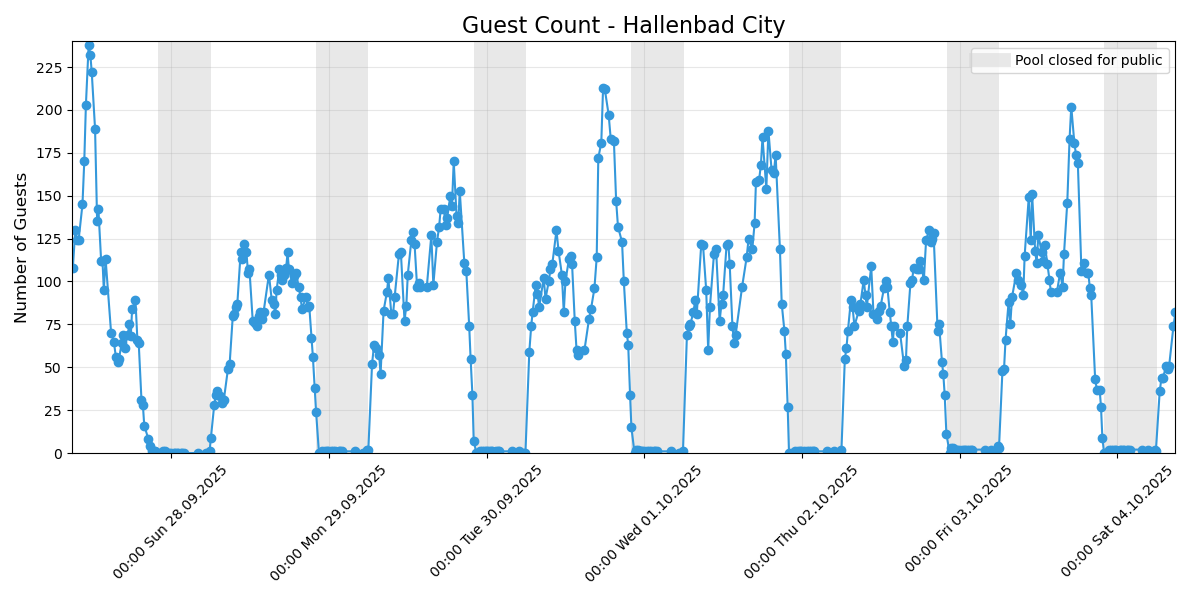 Guest Count - Hallenbad City
Pool closed for public
Number of Guests
225
200
175
150
125
100
75
50
25
0
00:00 Sun 28.09.2025
00:00 Mon 29.09.2025
00:00 Tue 30.09.2025
00:00 Wed 01.10.2025
00:00 Thu 02.10.2025
00:00 Fri 03.10.2025
00:00 Sat 04.10.2025